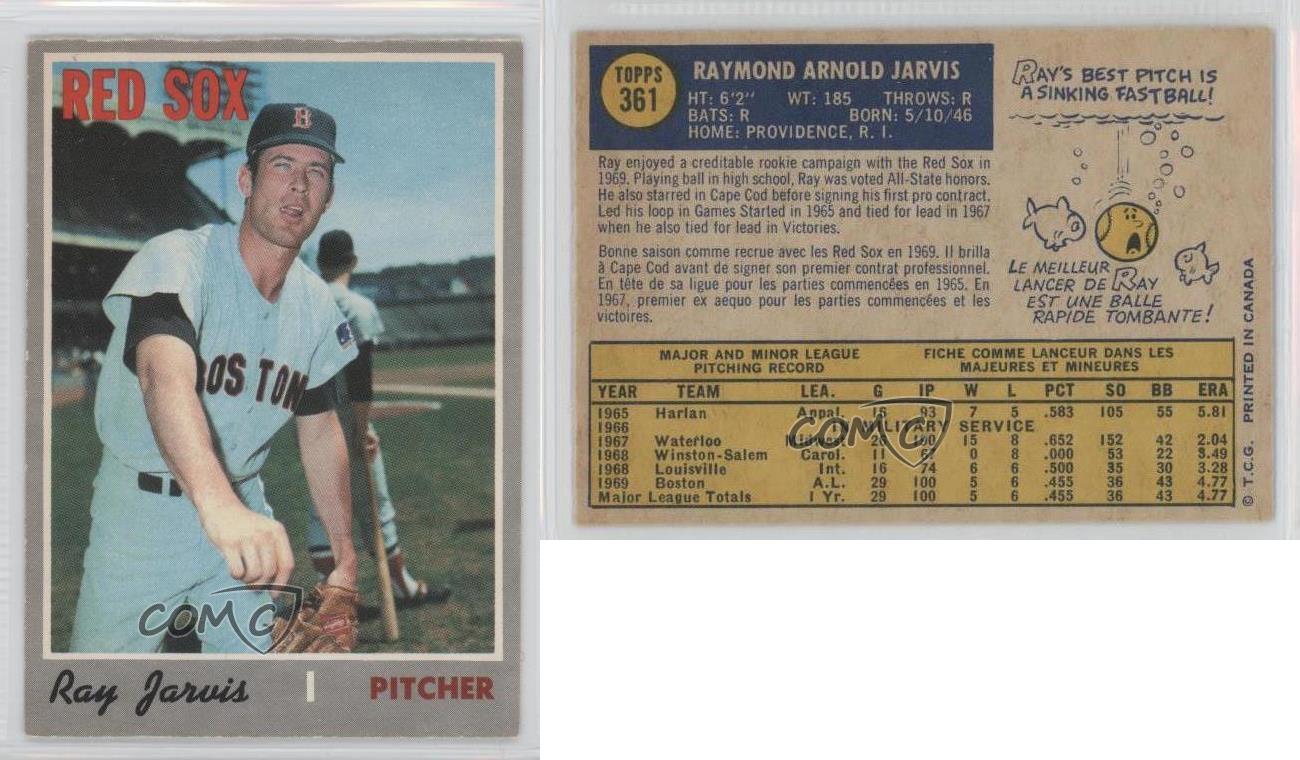 RED SOX
B
BOSTON
Ray Jarvis
PITCHER
COMC
TOPPS
361
RAYMOND ARNOLD JARVIS
HT: 6'2" WT: 185 THROWS: R
BATS: R BORN: 5/10/46
HOME: PROVIDENCE, R. I.
Ray enjoyed a creditable rookie campaign with the Red Sox in
1969. Playing ball in high school, Ray was voted All-State honors.
He also starred in Cape Cod before signing his first pro contract.
Led his loop in Games Started in 1965 and tied for lead in 1967
when he also tied for lead in Victories.
Bonne saison comme recrue avec les Red Sox en 1969. Il brilla
à Cape Cod avant de signer son premier contrat professionnel.
En tête de sa ligue pour les parties commencées en 1965. En
1967, premier ex aequo pour les parties commencées et les
victoires.
RAY'S BEST PITCH IS
A SINKING FASTBALL!
LE MEILLEUR
LANCER DE RAY
EST UNE BALLE
RAPIDE TOMBANTE!
MAJOR AND MINOR LEAGUE
PITCHING RECORD
FICHE COMME LANCEUR DANS LES
MAJEURES ET MINEURES
YEAR TEAM LEA. G IP W L PCT SO BB ERA
1965 Harlan Appal. 16 93 7 5 .583 105 55 5.81
1966 IN MILITARY SERVICE
1967 Waterloo Midwest 26 160 15 8 .652 152 42 2.04
1968 Winston-Salem Carol. 11 67 0 8 .000 53 22 3.49
1968 Louisville Int. 16 74 6 6 .500 35 30 3.28
1969 Boston A.L. 29 100 5 6 .455 36 43 4.77
Major League Totals 1 Yr. 29 100 5 6 .455 36 43 4.77
© T.C.G. PRINTED IN CANADA
COMC